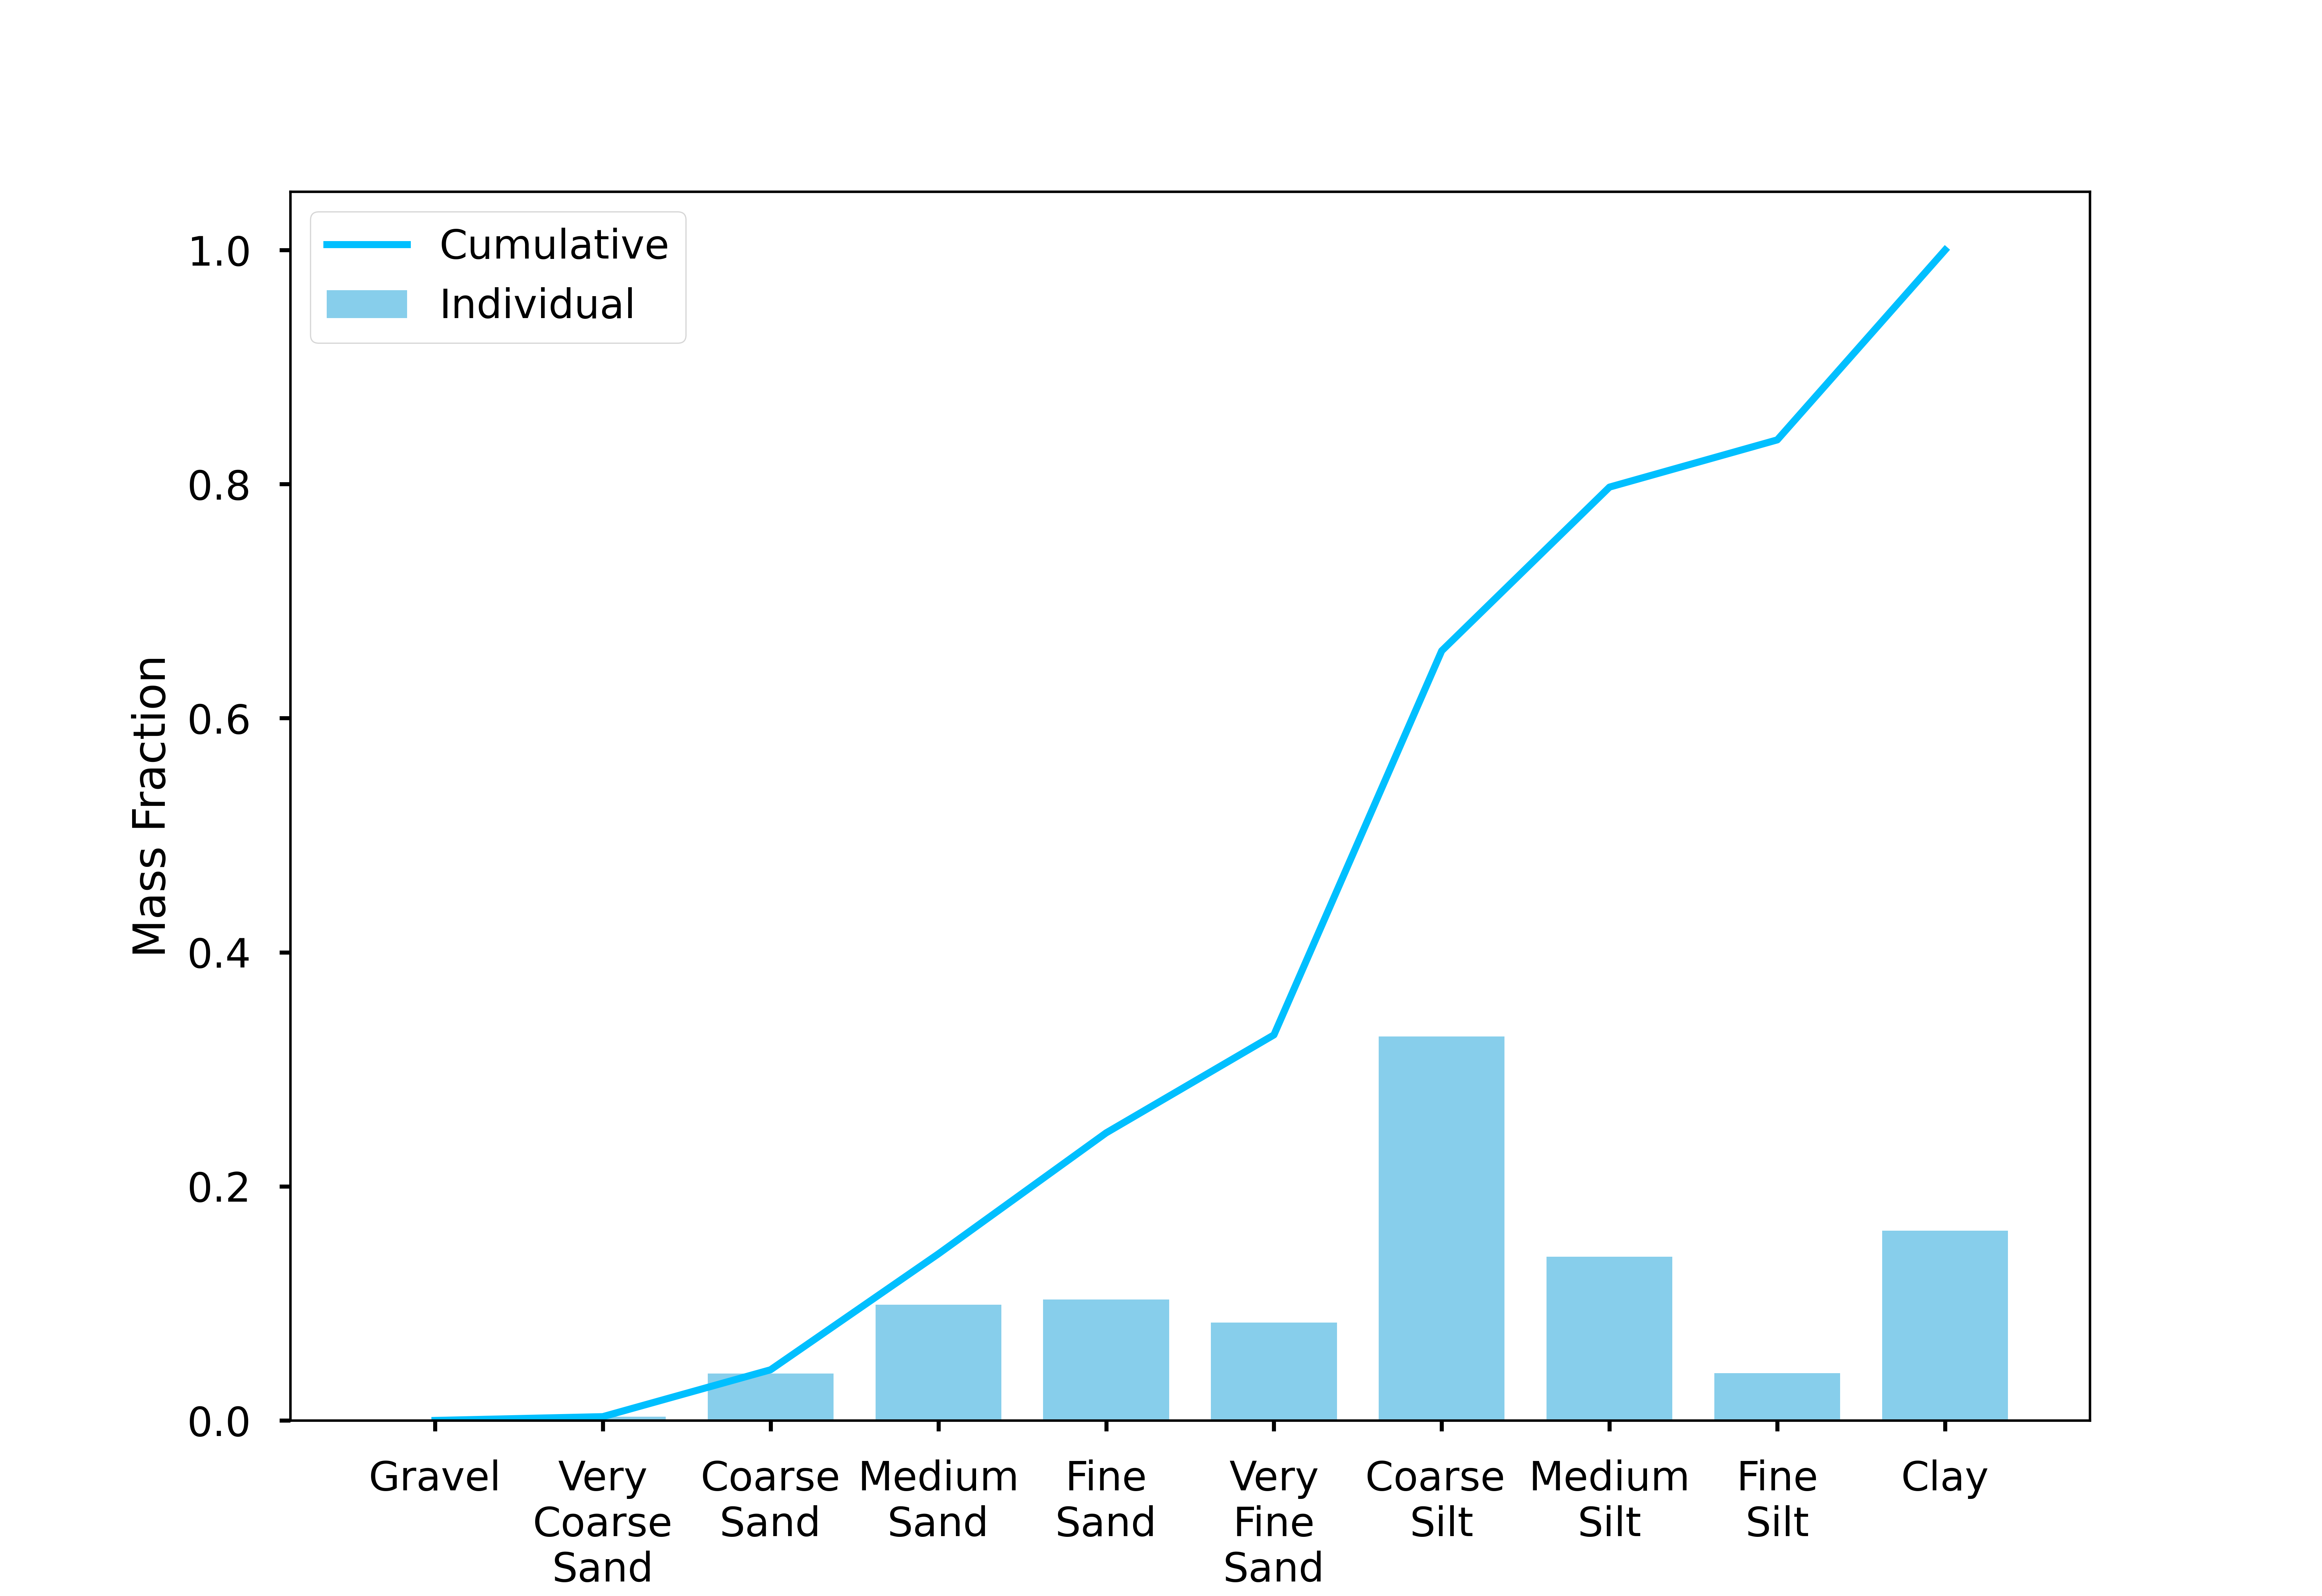 Cumulative
Individual
1.0
0.8
0.6
0.4
0.2
0.0
Mass Fraction
Gravel
Very
Coarse
Sand
Coarse
Sand
Medium
Sand
Fine
Sand
Very
Fine
Sand
Coarse
Silt
Medium
Silt
Fine
Silt
Clay